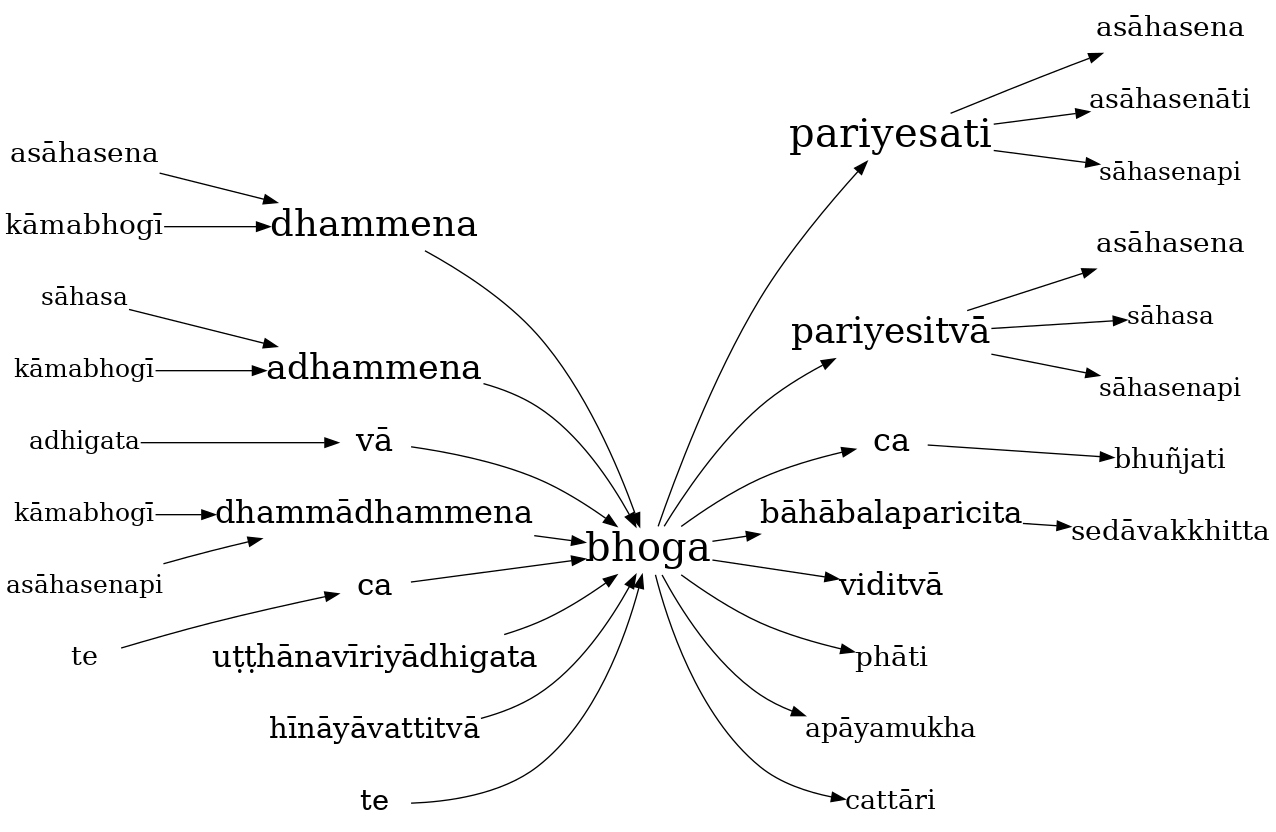 asāhasena
kāmabhogī
sāhasa
kāmabhogī
adhigata
kāmabhogī
asāhasenapi
te
dhammena
adhammena
vā
dhammādhammena
ca
uṭṭhānavīriyādhigata
hīnāyāvattitvā
te
bhoga
pariyesati
pariyesitvā
ca
bāhābalaparicita
viditvā
phāti
apāyamukha
cattāri
asāhasena
asāhasenāti
sāhasenapi
asāhasena
sāhasa
sāhasenapi
bhuñjati
sedāvakkhitta